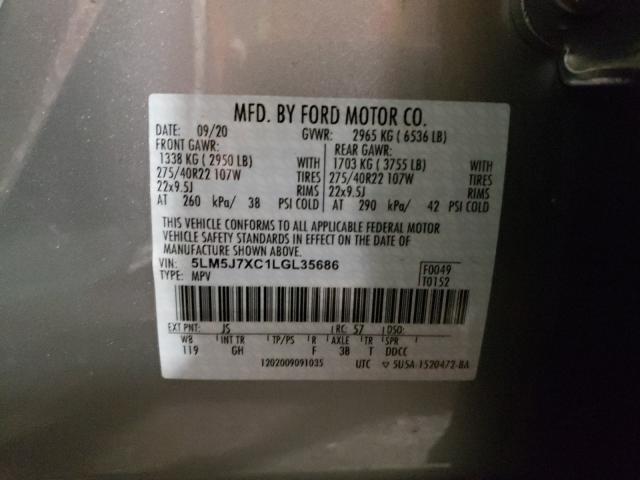 MFD. BY FORD MOTOR CO.
DATE: 09/20 GVWR: 2965 KG ( 6536 LB)
FRONT GAWR: REAR GAWR:
1338 KG ( 2950 LB) WITH 1703 KG ( 3755 LB) WITH
275/40R22 107W TIRES 275/40R22 107W TIRES
22x9.5J RIMS 22x9.5J RIMS
AT 260 kPa/ 38 PSI COLD AT 290 kPa/ 42 PSI COLD
THIS VEHICLE CONFORMS TO ALL APPLICABLE FEDERAL MOTOR
VEHICLE SAFETY STANDARDS IN EFFECT ON THE DATE OF
MANUFACTURE SHOWN ABOVE.
VIN: 5LM5J7XC1LGL35686 F0049
TYPE: MPV T0152
EXT PNT: JS RC: 57 DSO:
WB INT TR TP/PS R AXLE TR SPR
119 GH F 3B T DDCC
1202009091035 UTC ▽ 5U5A-1520472-BA